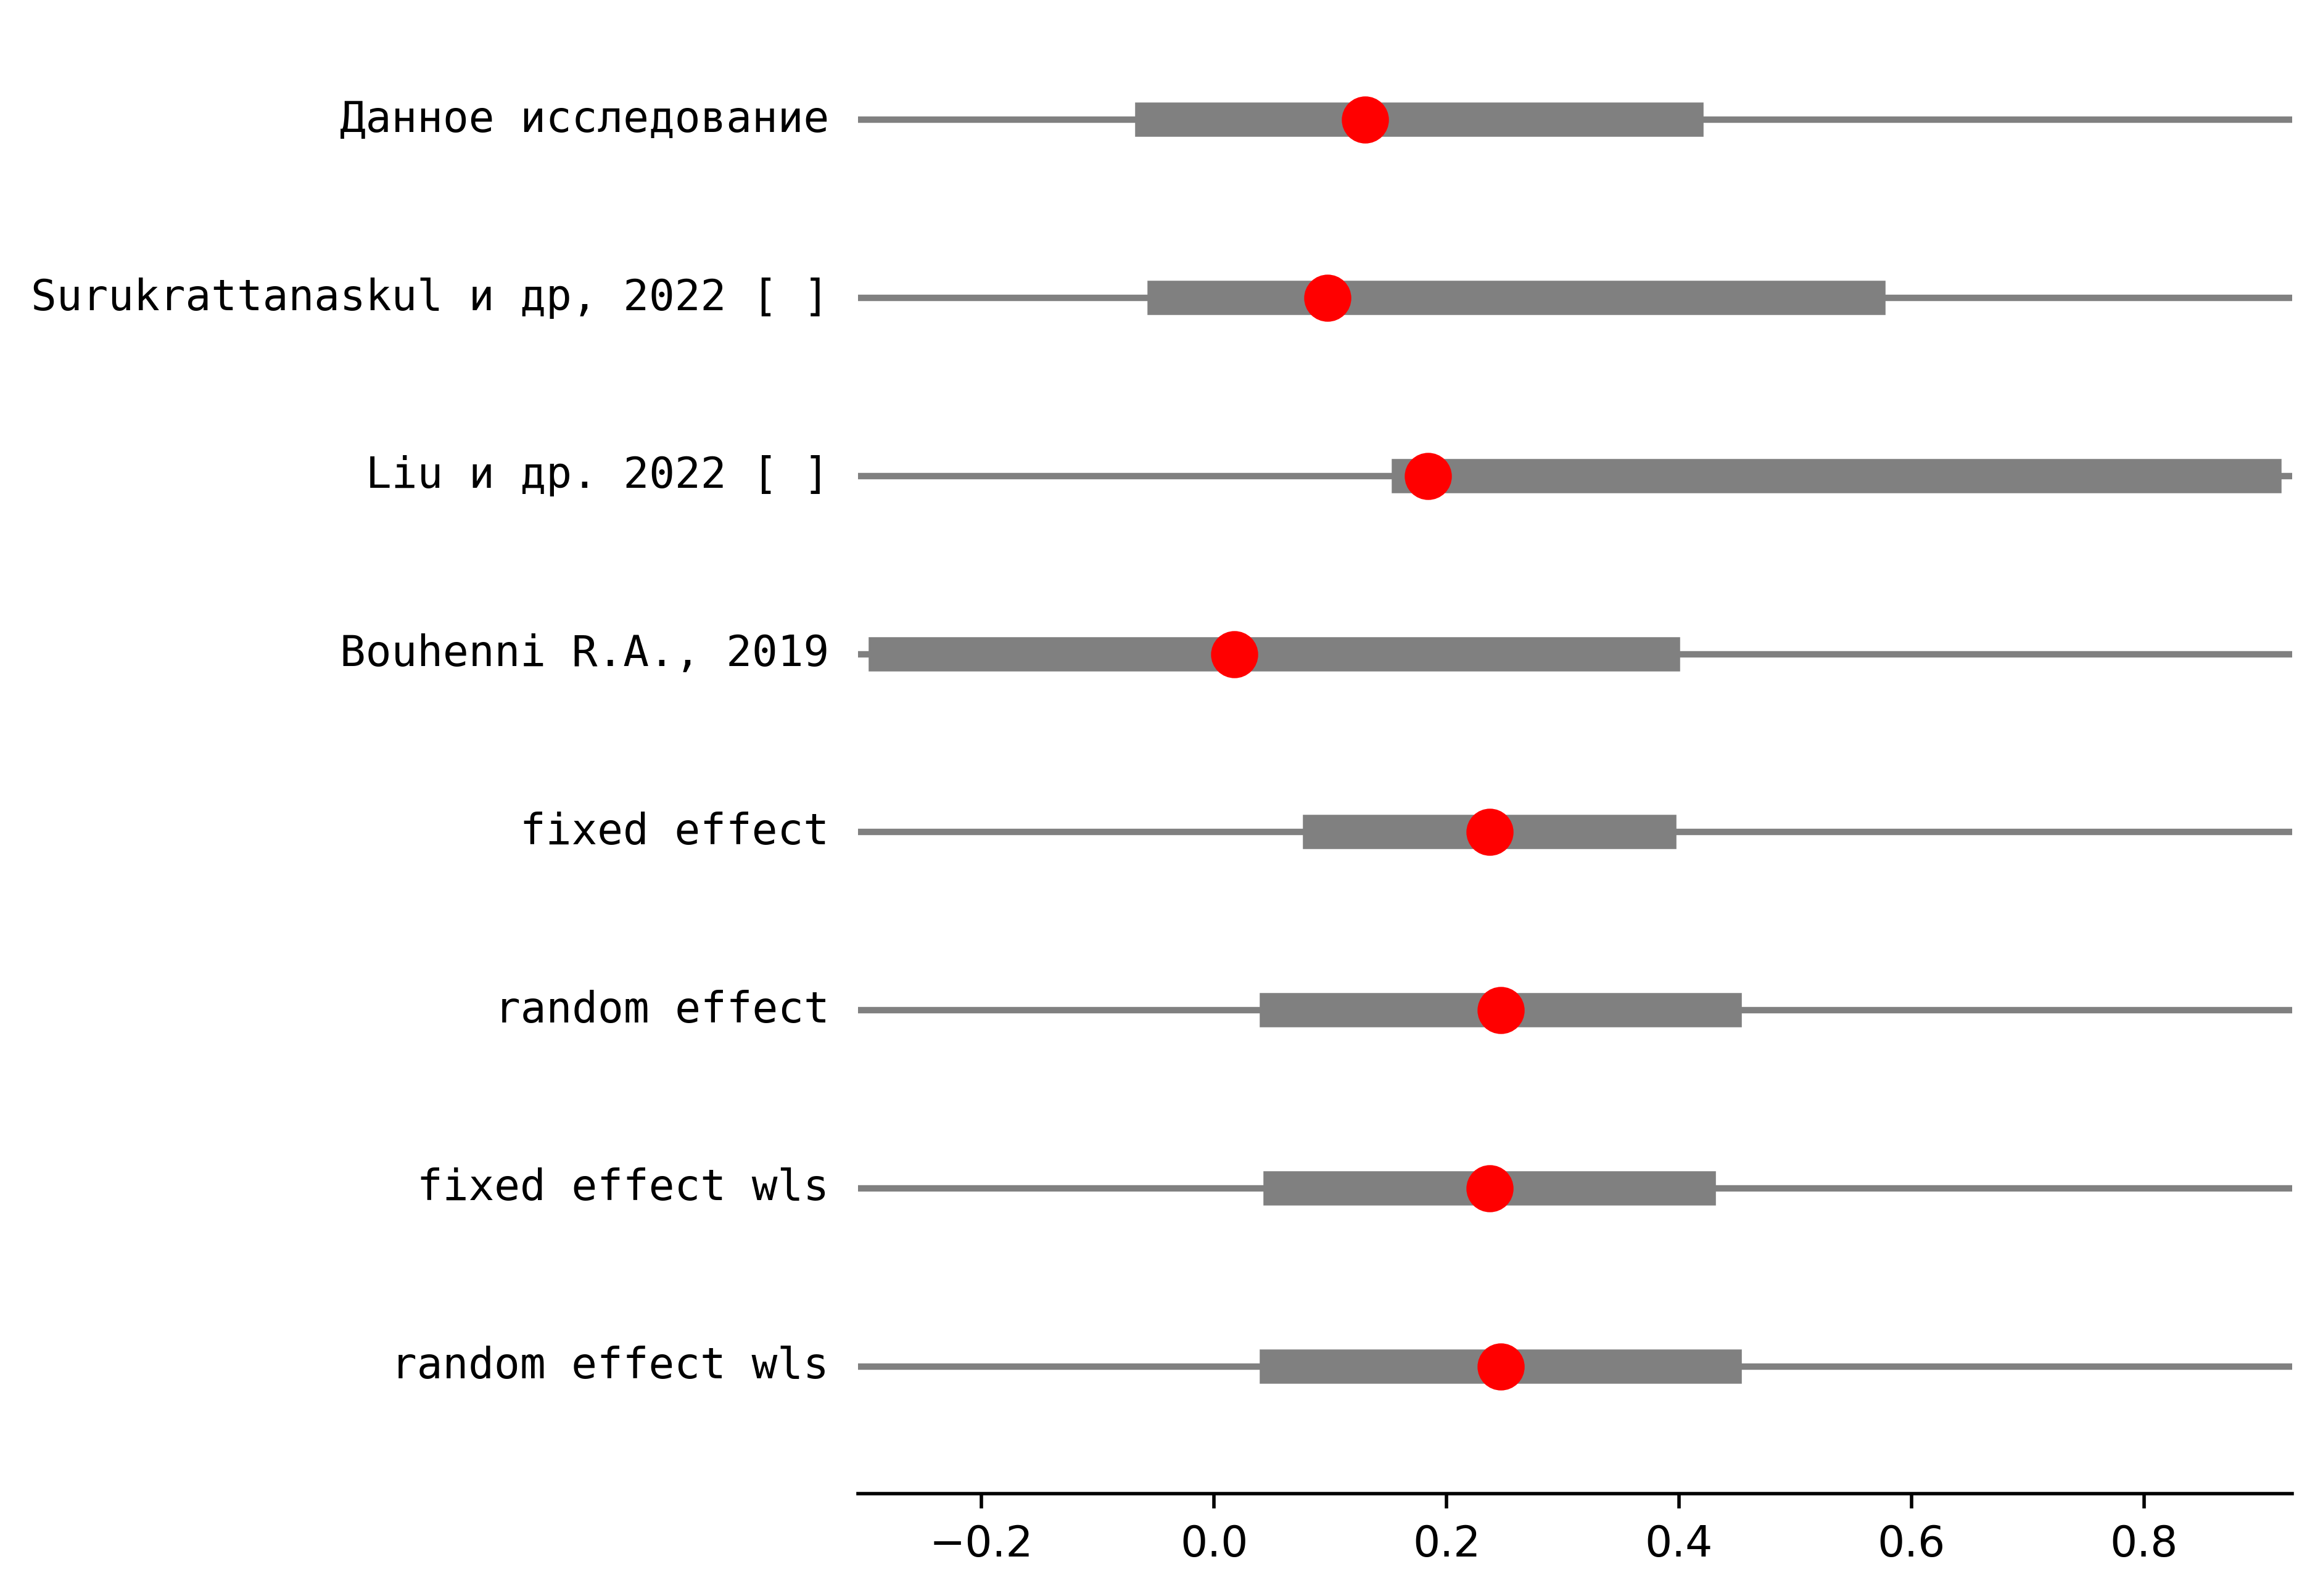 Данное исследование
Surukrattanaskul и др, 2022 [ ]
Liu и др. 2022 [ ]
Bouhenni R.A., 2019
fixed effect
random effect
fixed effect wls
random effect wls
−0.2 0.0 0.2 0.4 0.6 0.8